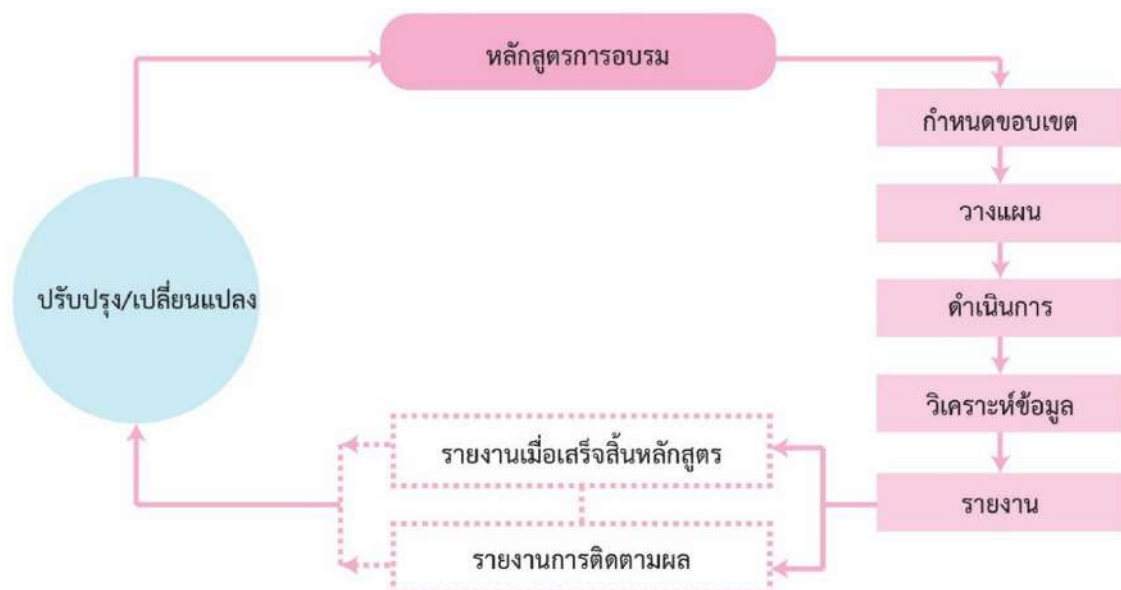 หลักสูตรการอบรม
กำหนดขอบเขต
วางแผน
ดำเนินการ
วิเคราะห์ข้อมูล
รายงาน
รายงานเมื่อเสร็จสิ้นหลักสูตร
รายงานการติดตามผล
ปรับปรุง/เปลี่ยนแปลง